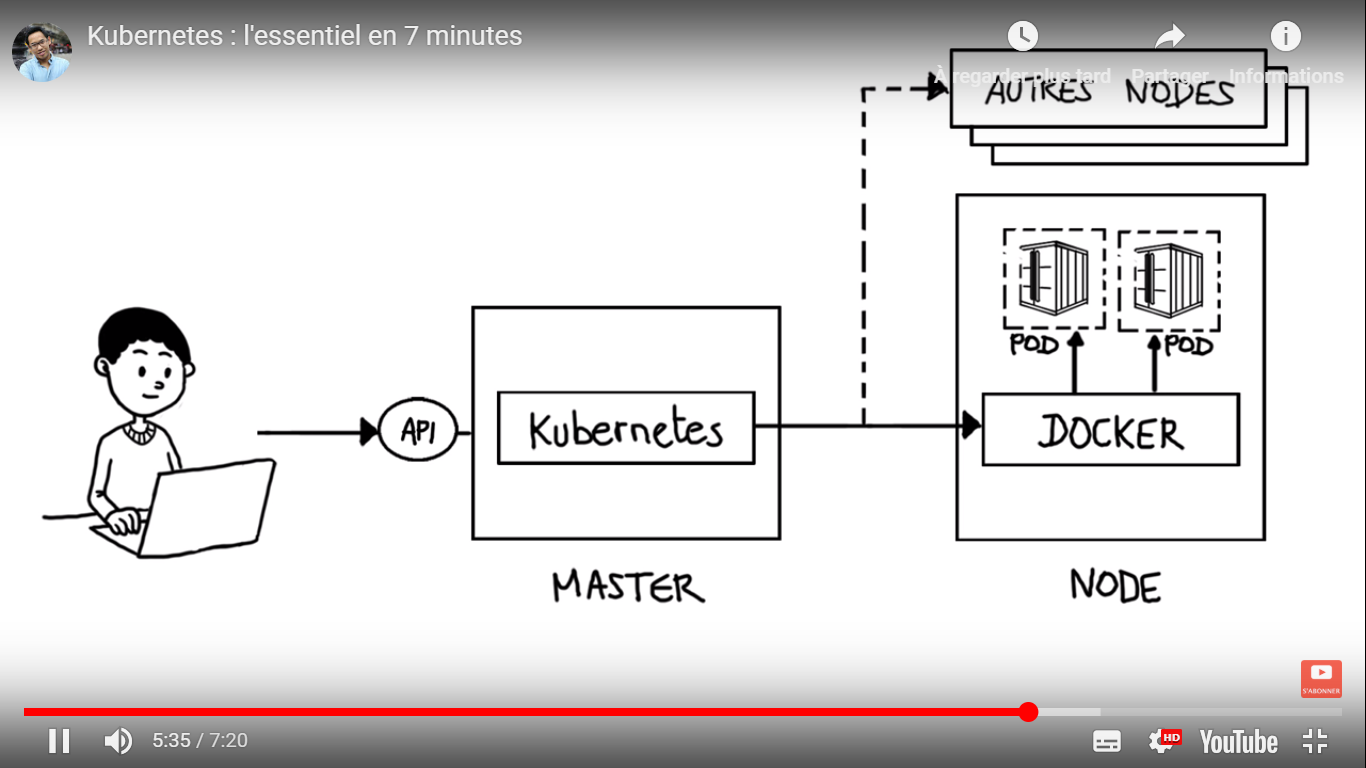 Kubernetes : l'essentiel en 7 minutes
À regarder plus tard
Partager
Informations
AUTRES NODES
POD
POD
API
Kubernetes
DOCKER
MASTER
NODE
S'ABONNER
5:35 / 7:20
HD
YouTube